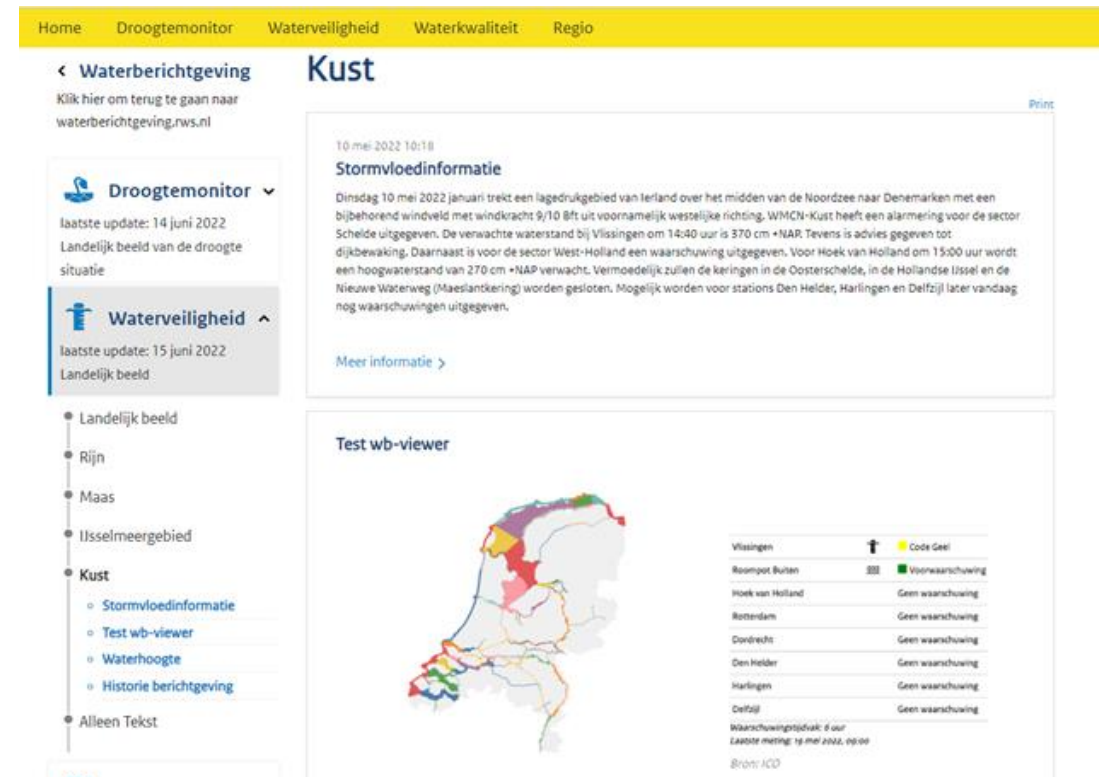 Home Droogtemonitor Waterveiligheid Waterkwaliteit Regio
Waterberichtgeving
Klik hier om terug te gaan naar
waterberichtgeving.rws.nl
Droogtemonitor
laatste update: 14 juni 2022
Landelijk beeld van de droogte
situatie
Waterveiligheid
laatste update: 15 juni 2022
Landelijk beeld
Landelijk beeld
Rijn
Maas
IJsselmeergebied
Kust
Stormvloedinformatie
Test wb-viewer
Waterhoogte
Historie berichtgeving
Alleen Tekst
Kust
Print
10 mei 2022 10:18
Stormvloedinformatie
Dinsdag 10 mei 2022 januari trekt een lagedrukgebied van Ierland over het midden van de Noordzee naar Denemarken met een
bijbehorend windveld met windkracht 9/10 Bft uit voornamelijk westelijke richting. WMCN-Kust heeft een alarmering voor de sector
Schelde uitgegeven. De verwachte waterstand bij Vlissingen om 14:40 uur is 370 cm +NAP. Tevens is advies gegeven tot
dijkbewaking. Daarnaast is voor de sector West-Holland een waarschuwing uitgegeven. Voor Hoek van Holland om 15:00 uur wordt
een hoogwaterstand van 270 cm +NAP verwacht. Vermoedelijk zullen de keringen in de Oosterschelde, in de Hollandse IJssel en de
Nieuwe Waterweg (Maeslantkering) worden gesloten. Mogelijk worden voor stations Den Helder, Harlingen en Delfzijl later vandaag
nog waarschuwingen uitgegeven.
Meer informatie
Test wb-viewer
Vlissingen Code Geel
Roompot Buiten Voorwaarschuwing
Hoek van Holland Geen waarschuwing
Rotterdam Geen waarschuwing
Dordrecht Geen waarschuwing
Den Helder Geen waarschuwing
Harlingen Geen waarschuwing
Delfzijl Geen waarschuwing
Waarschuwingstijdvak: 6 uur
Laatste meting: 19 mei 2022, 09:00
Bron: ICO